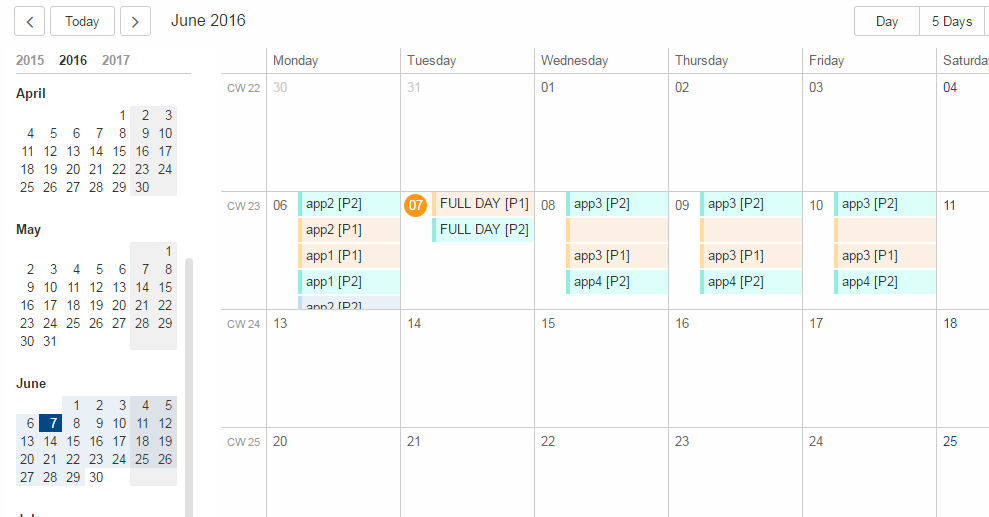 Today June 2016 Day 5 Days
2015 2016 2017
Monday Tuesday Wednesday Thursday Friday Saturday
April
1 2 3
4 5 6 7 8 9 10
11 12 13 14 15 16 17
18 19 20 21 22 23 24
25 26 27 28 29 30
May
1
2 3 4 5 6 7 8
9 10 11 12 13 14 15
16 17 18 19 20 21 22
23 24 25 26 27 28 29
30 31
June
1 2 3 4 5
6 7 8 9 10 11 12
13 14 15 16 17 18 19
20 21 22 23 24 25 26
27 28 29 30
CW 22 30 31 01 02 03 04
CW 23 06 07 08 09 10 11
app2 [P2]
app2 [P1]
app1 [P1]
app1 [P2]
app2 [P2]
FULL DAY [P1]
FULL DAY [P2]
app3 [P2]
app3 [P1]
app4 [P2]
app3 [P2]
app3 [P1]
app4 [P2]
app3 [P2]
app3 [P1]
app4 [P2]
CW 24 13 14 15 16 17 18
CW 25 20 21 22 23 24 25